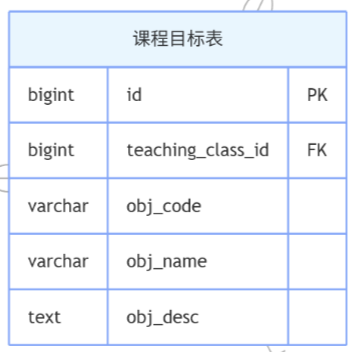 课程目标表
bigint id PK
bigint teaching_class_id FK
varchar obj_code
varchar obj_name
text obj_desc